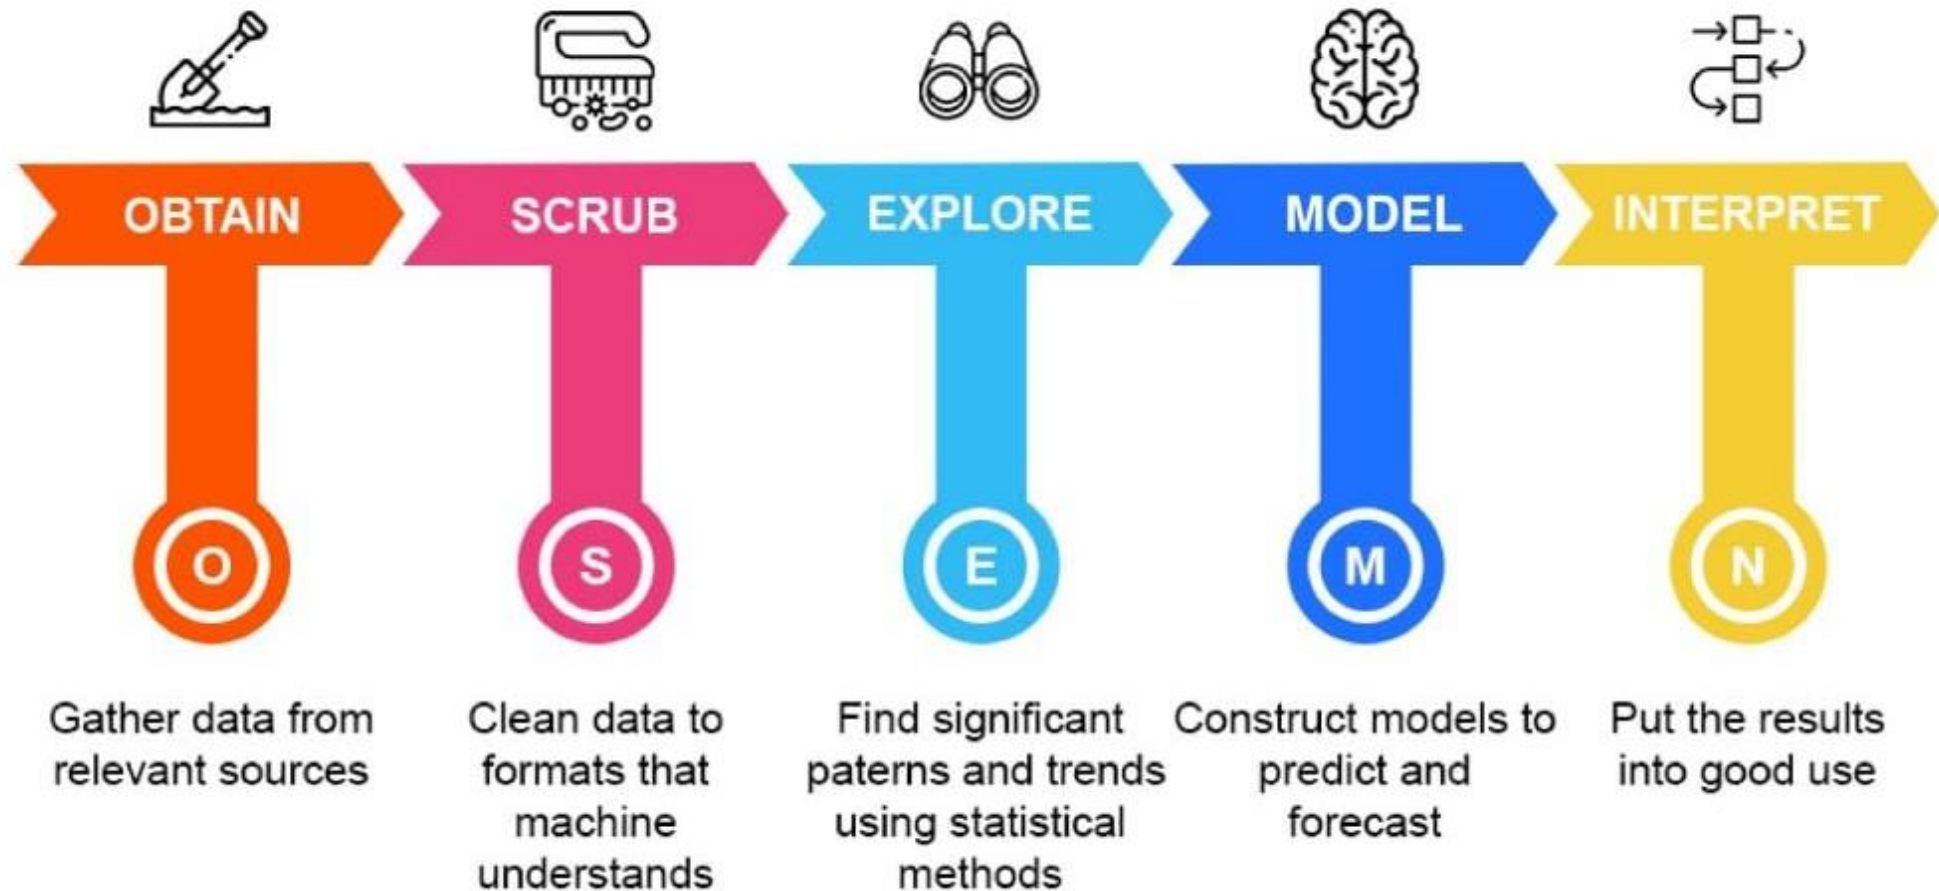 OBTAIN
SCRUB
EXPLORE
MODEL
INTERPRET
O
S
E
M
N
Gather data from
relevant sources
Clean data to
formats that
machine
understands
Find significant
paterns and trends
using statistical
methods
Construct models to
predict and
forecast
Put the results
into good use